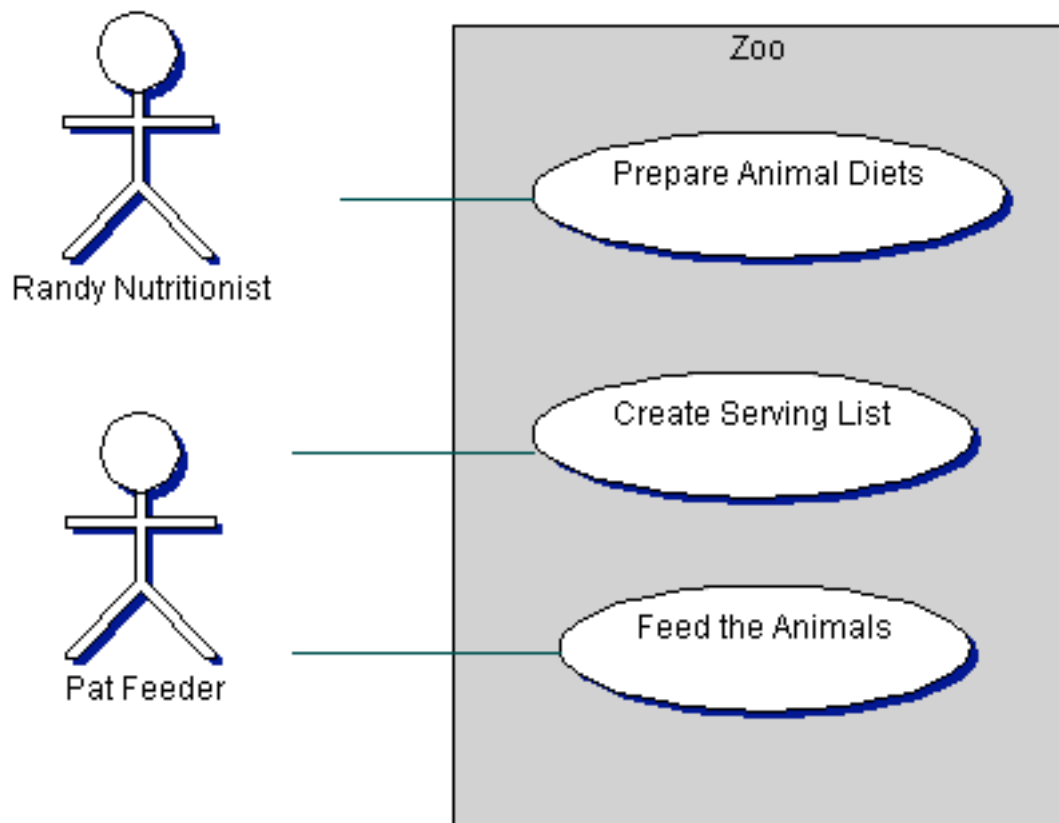 Zoo
Prepare Animal Diets
Randy Nutritionist
Create Serving List
Feed the Animals
Pat Feeder